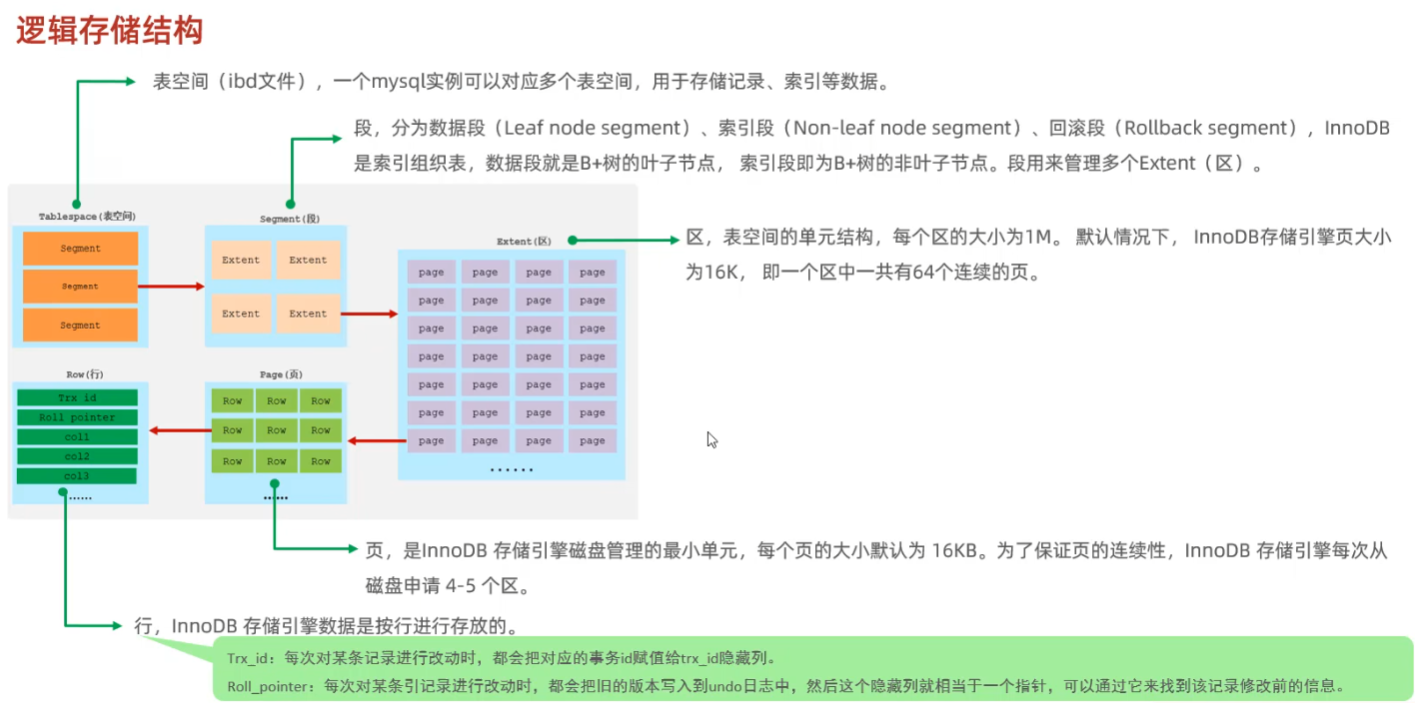 逻辑存储结构
表空间（ibd文件），一个mysql实例可以对应多个表空间，用于存储记录、索引等数据。
段，分为数据段（Leaf node segment）、索引段（Non-leaf node segment）、回滚段（Rollback segment），InnoDB
是索引组织表，数据段就是B+树的叶子节点， 索引段即为B+树的非叶子节点。段用来管理多个Extent（区）。
Tablespace(表空间)
Segment
Segment
Segment
Segment(段)
Extent Extent
Extent Extent
Extent(区)
page page page page
page page page page
page page page page
page page page page
page page page page
page page page page
page page page page
......
区，表空间的单元结构，每个区的大小为1M。 默认情况下， InnoDB存储引擎页大小
为16K， 即一个区中一共有64个连续的页。
Row(行)
Trx id
Roll pointer
col1
col2
col3
......
Page(页)
Row Row Row
Row Row Row
Row Row Row
......
页，是InnoDB 存储引擎磁盘管理的最小单元，每个页的大小默认为 16KB。为了保证页的连续性，InnoDB 存储引擎每次从
磁盘申请 4-5 个区。
行，InnoDB 存储引擎数据是按行进行存放的。
Trx_id：每次对某条记录进行改动时，都会把对应的事务id赋值给trx_id隐藏列。
Roll_pointer：每次对某条引记录进行改动时，都会把旧的版本写入到undo日志中，然后这个隐藏列就相当于一个指针，可以通过它来找到该记录修改前的信息。